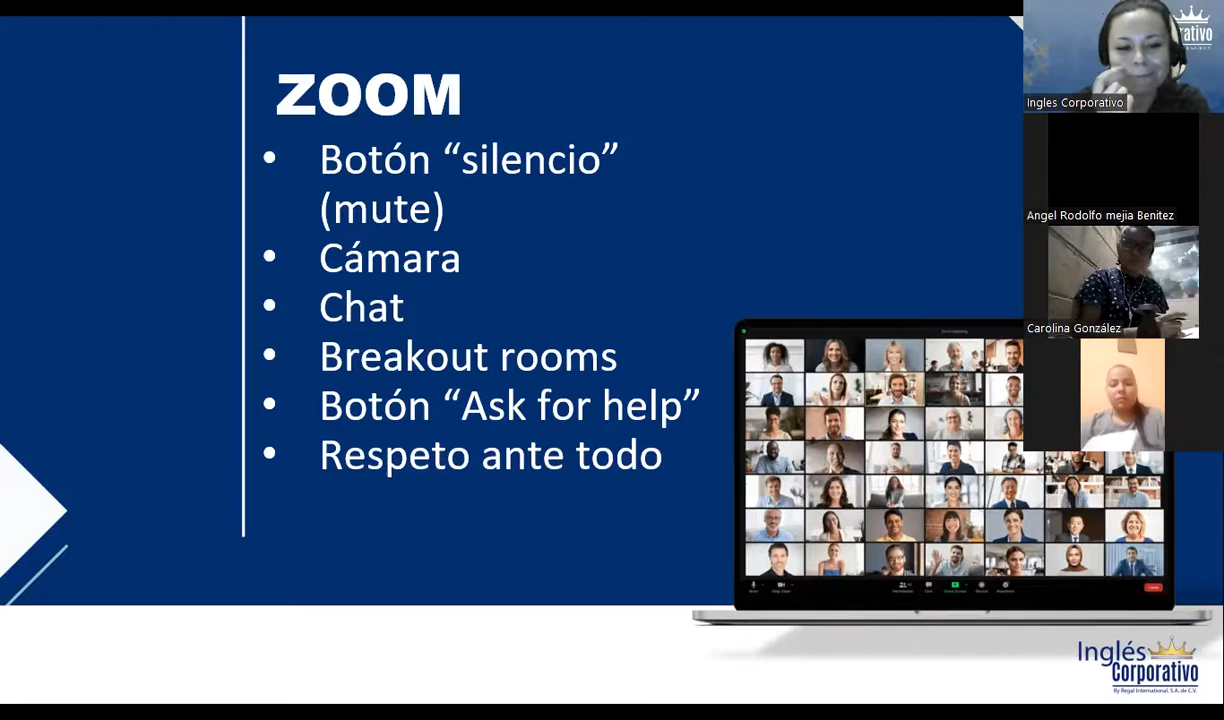 ZOOM
• Botón “silencio”
(mute)
• Cámara
• Chat
• Breakout rooms
• Botón “Ask for help”
• Respeto ante todo
rativo
Ingles Corporativo
Angel Rodolfo mejia Benitez
Carolina González
Inglés
Corporativo
By Regal International, S.A. de C.V.